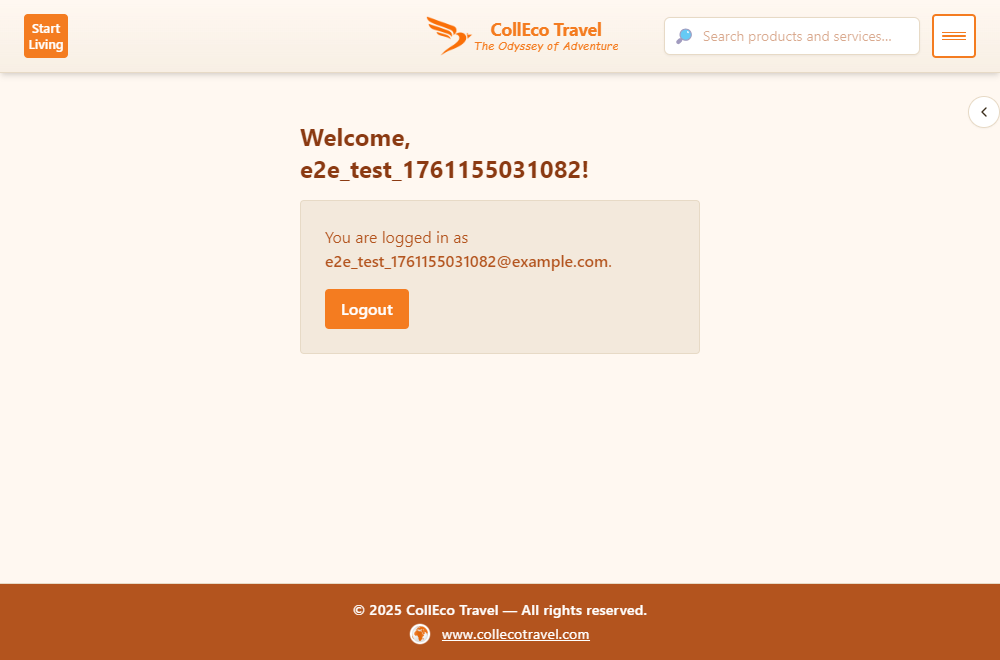 Start
Living
CollEco Travel
The Odyssey of Adventure
Search products and services...
Welcome,
e2e_test_1761155031082!
You are logged in as
e2e_test_1761155031082@example.com.
Logout
© 2025 CollEco Travel — All rights reserved.
www.collecotravel.com